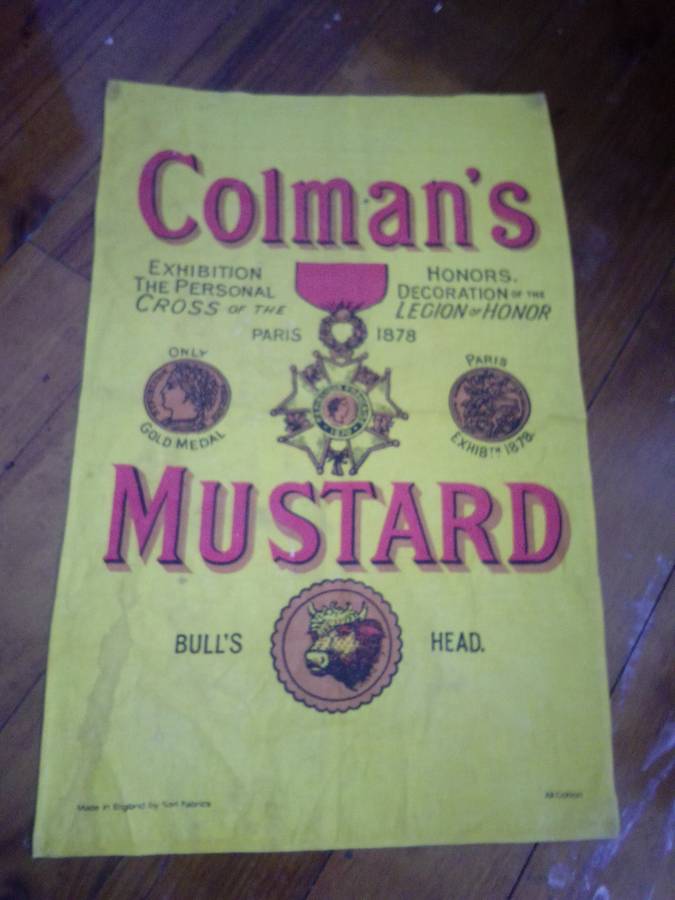 Colman's
EXHIBITION HONORS.
THE PERSONAL DECORATION OF THE
CROSS OF THE LEGION OF HONOR
PARIS 1878
ONLY
GOLD MEDAL
PARIS
EXHIBTN 1878.
MUSTARD
BULL'S HEAD.
Made in England by Fabrics
All Cotton